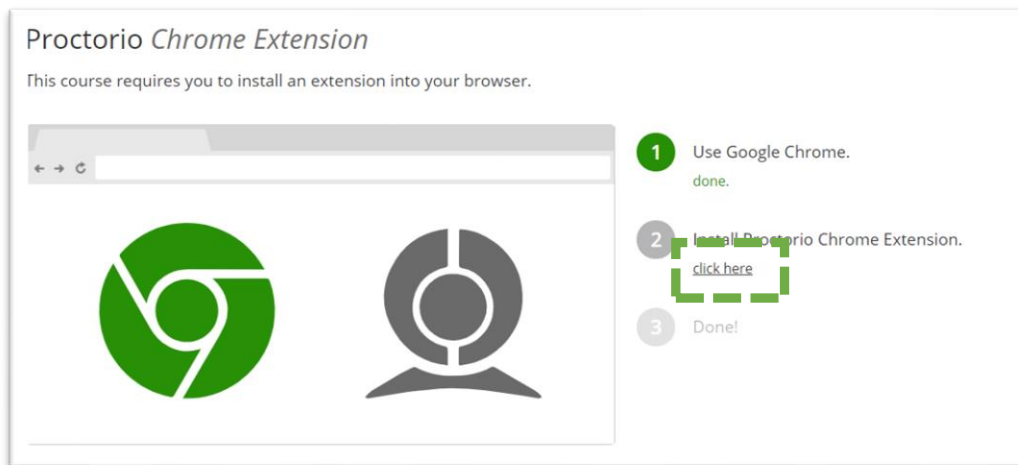 Proctorio Chrome Extension
This course requires you to install an extension into your browser.
1 Use Google Chrome.
done.
2 Install Proctorio Chrome Extension.
click here
3 Done!